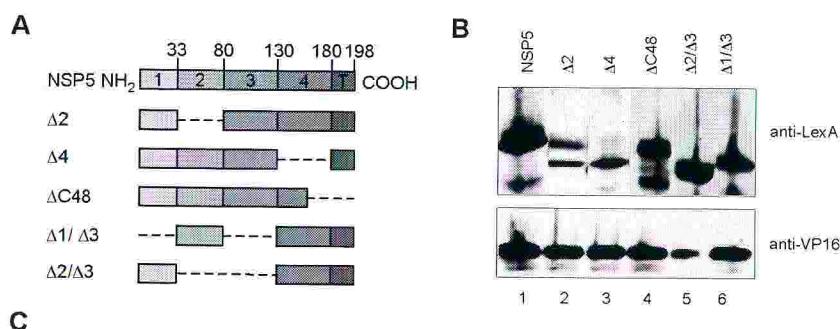 A
33 80 130 180 198
NSP5 NH2 1 2 3 4 T COOH
Δ2
Δ4
ΔC48
Δ1/ Δ3
Δ2/Δ3
B
NSP5 Δ2 Δ4 ΔC48 Δ2/Δ3 Δ1/Δ3
anti-LexA
anti-VP16
1 2 3 4 5 6
C